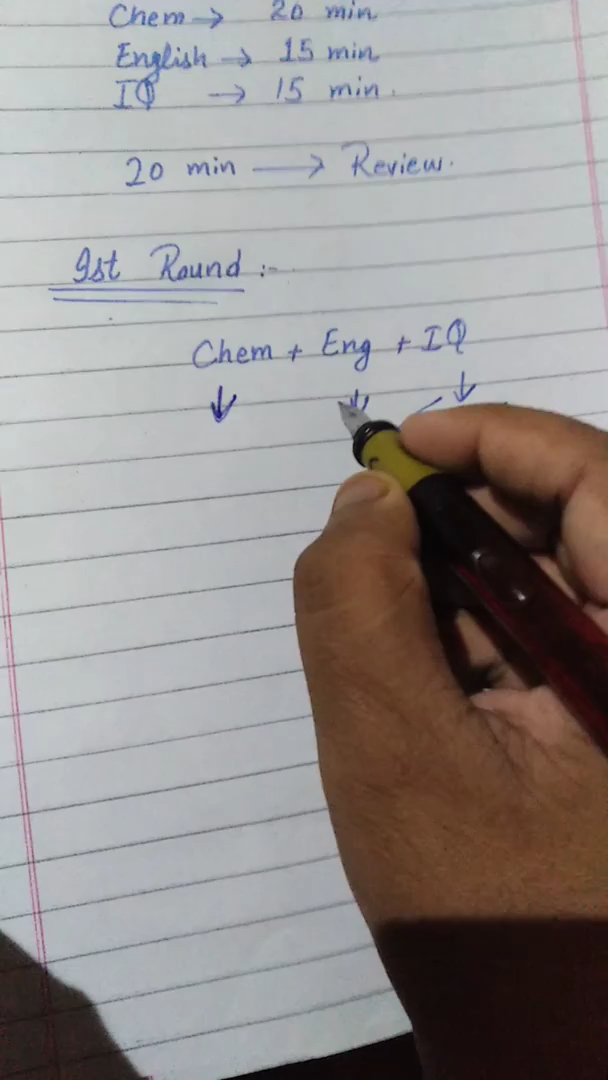 Chem → 20 min
English → 15 min
IQ → 15 min.
20 min → Review.
1st Round :-
Chem + Eng + IQ
↓ ↓ ↓